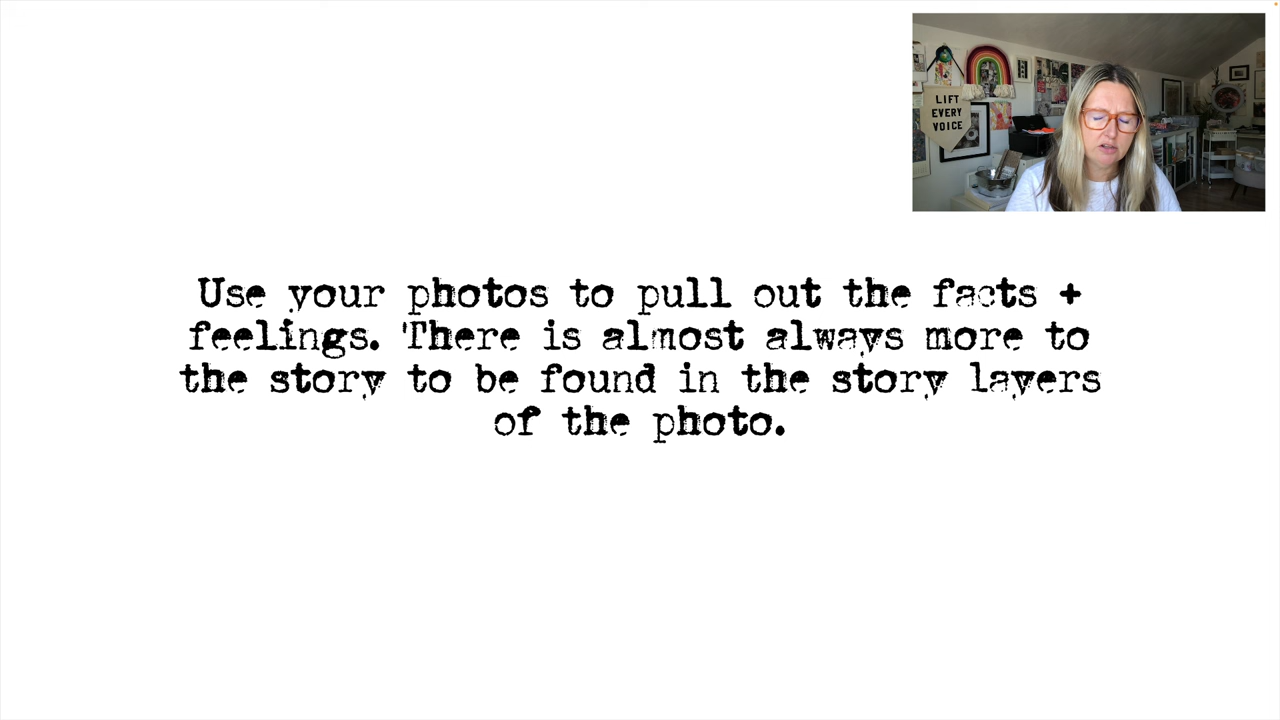 LIFT
EVERY
VOICE
Use your photos to pull out the facts +
feelings. There is almost always more to
the story to be found in the story layers
of the photo.